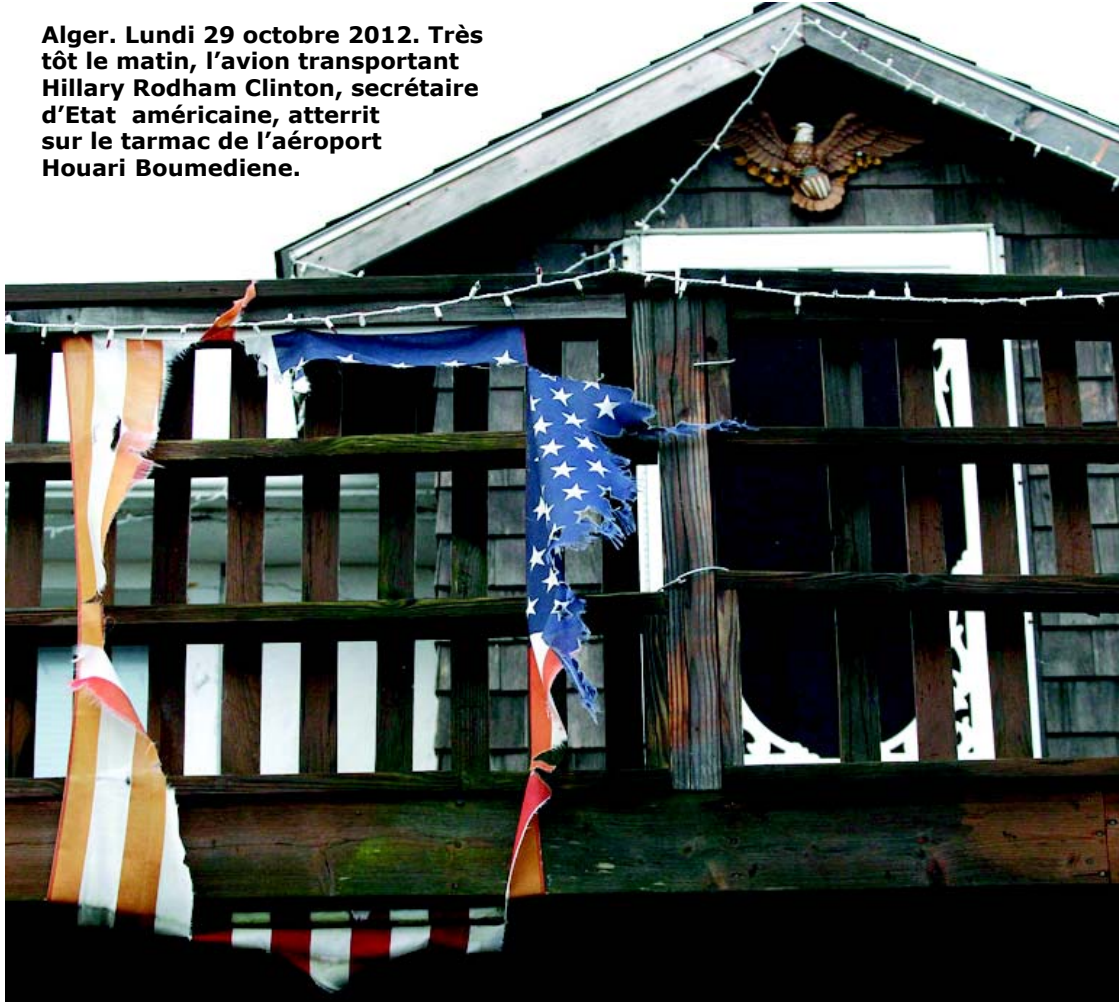 Alger. Lundi 29 octobre 2012. Très
tôt le matin, l’avion transportant
Hillary Rodham Clinton, secrétaire
d’Etat  américaine, atterrit
sur le tarmac de l’aéroport
Houari Boumediene.